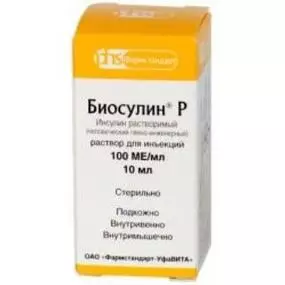 Фармстандарт
Биосулин® Р
Инсулин растворимый
(человеческий генно-инженерный)
раствор для инъекций
100 МЕ/мл
10 мл
Стерильно
Подкожно
Внутривенно
Внутримышечно
ОАО «Фармстандарт-УфаВИТА»